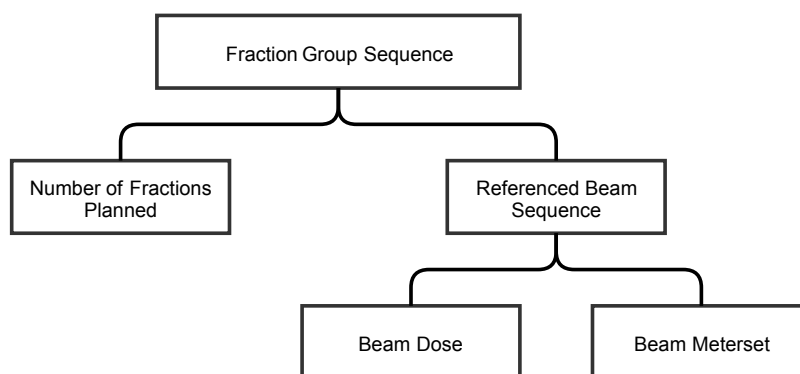 Fraction Group Sequence
Number of Fractions
Planned
Referenced Beam
Sequence
Beam Dose
Beam Meterset